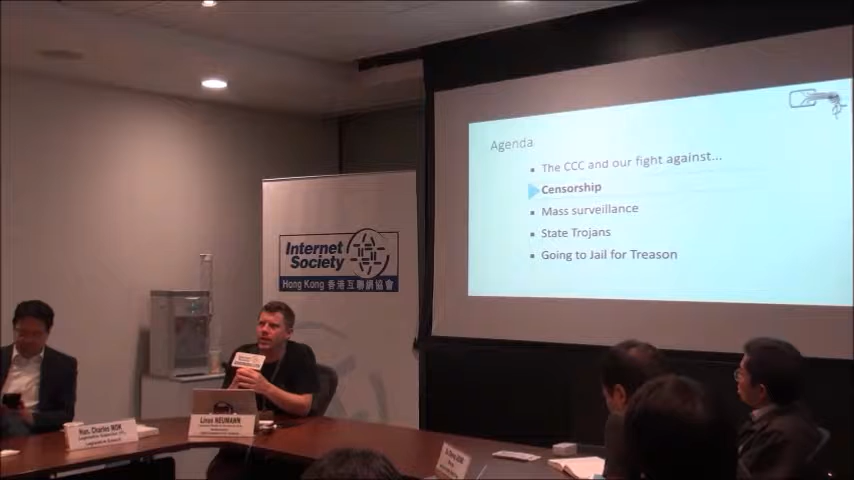 Agenda
The CCC and our fight against...
Censorship
Mass surveillance
State Trojans
Going to Jail for Treason
Internet
Society
Hong Kong 香港互聯網協會
Hon. Charles MOK
Linus NEUMANN